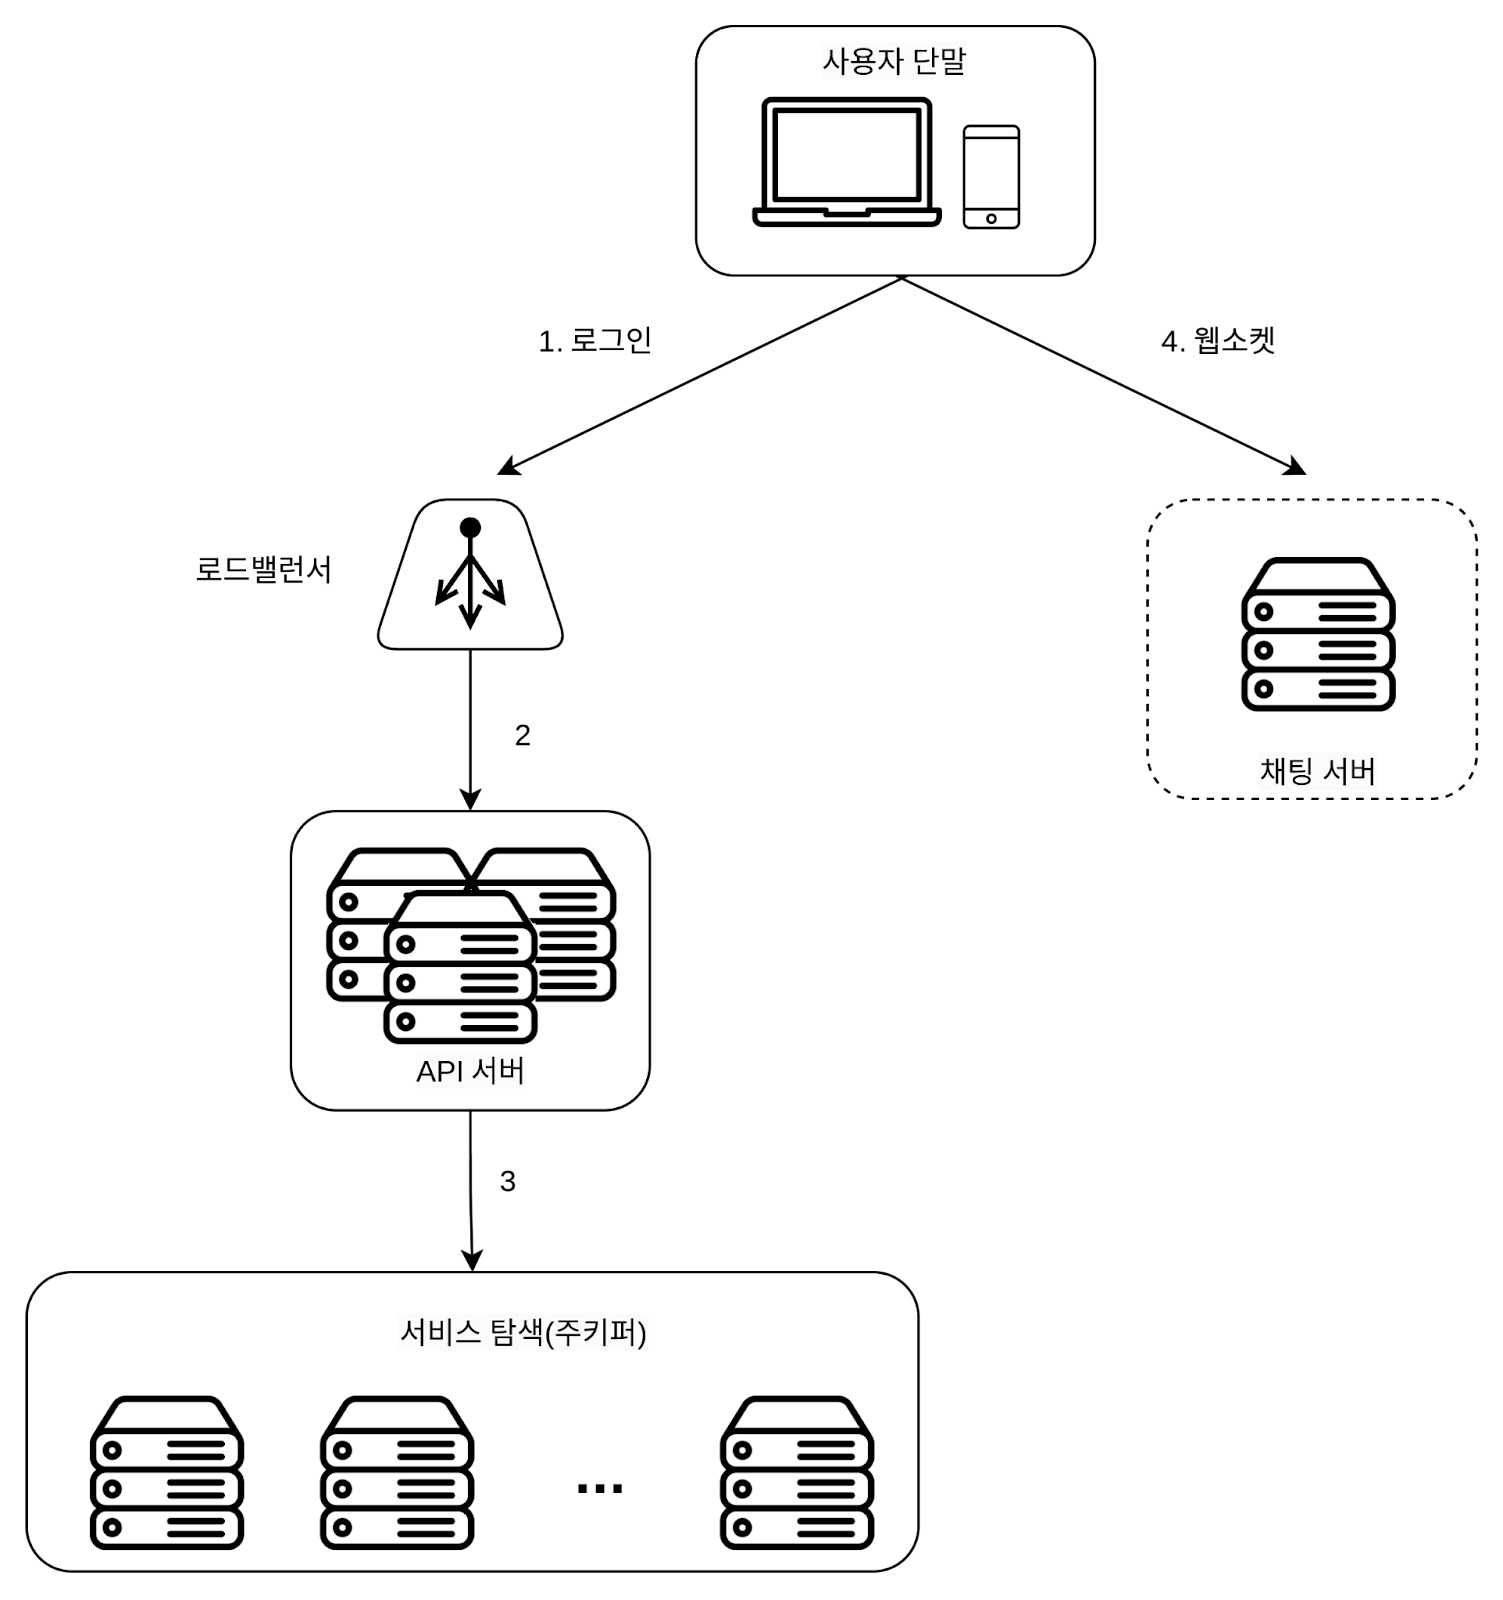 사용자 단말
1. 로그인
4. 웹소켓
로드밸런서
2
채팅 서버
API 서버
3
서비스 탐색(주키퍼)
...